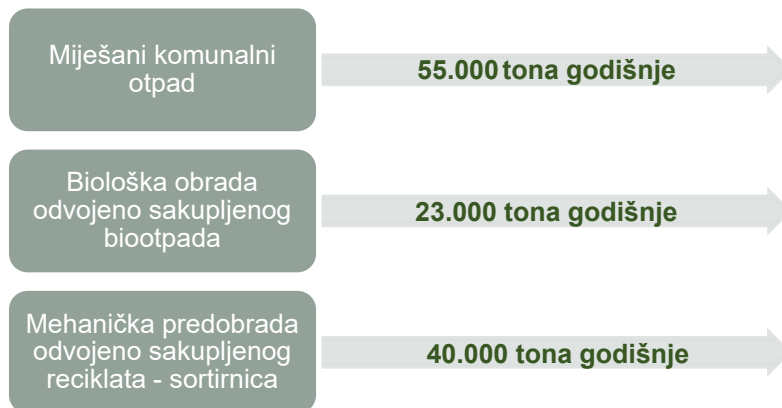 Miješani komunalni
otpad
55.000 tona godišnje
Biološka obrada
odvojeno sakupljenog
biootpada
23.000 tona godišnje
Mehanička predobrada
odvojeno sakupljenog
reciklata - sortirnica
40.000 tona godišnje